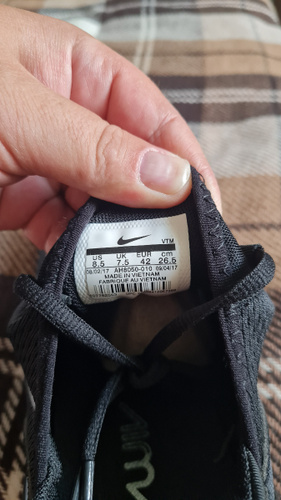 VTM
US UK EUR cm
8.5 7.5 42 26.5
09/02/17 AH8050-010 09/04/17
MADE IN VIETNAM
FABRIQUÉ AU VIETNAM